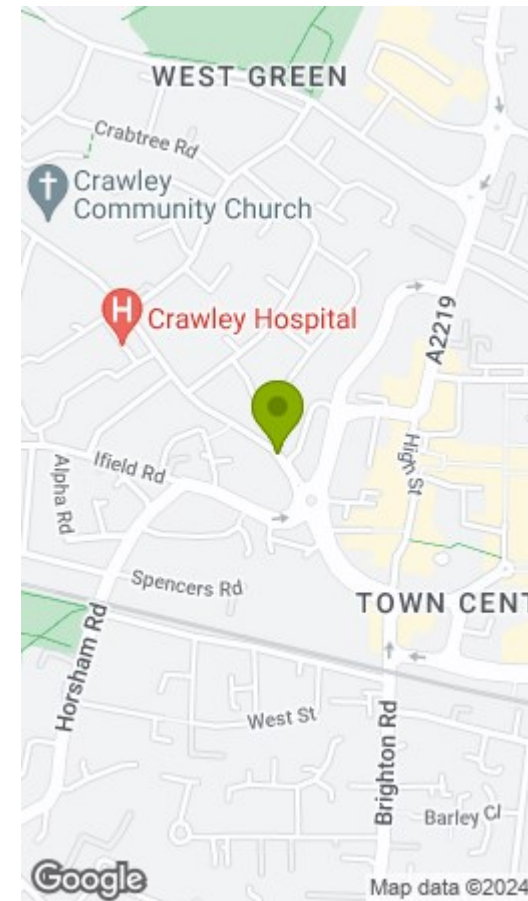 WEST GREEN
Crabtree Rd
Crawley
Community Church
H
Crawley Hospital
A2219
High St
Ifield Rd
Alpha Rd
Spencers Rd
TOWN CENT
Horsham Rd
West St
Brighton Rd
Barley Cl
Google
Map data ©2024